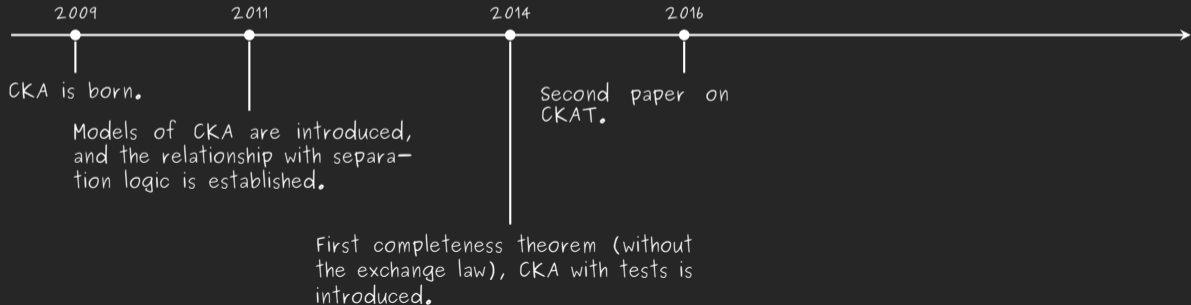 2009
2011
2014
2016
CKA is born.
Models of CKA are introduced,
and the relationship with separa-
tion logic is established.
First completeness theorem (without
the exchange law), CKA with tests is
introduced.
Second paper on
CKAT.